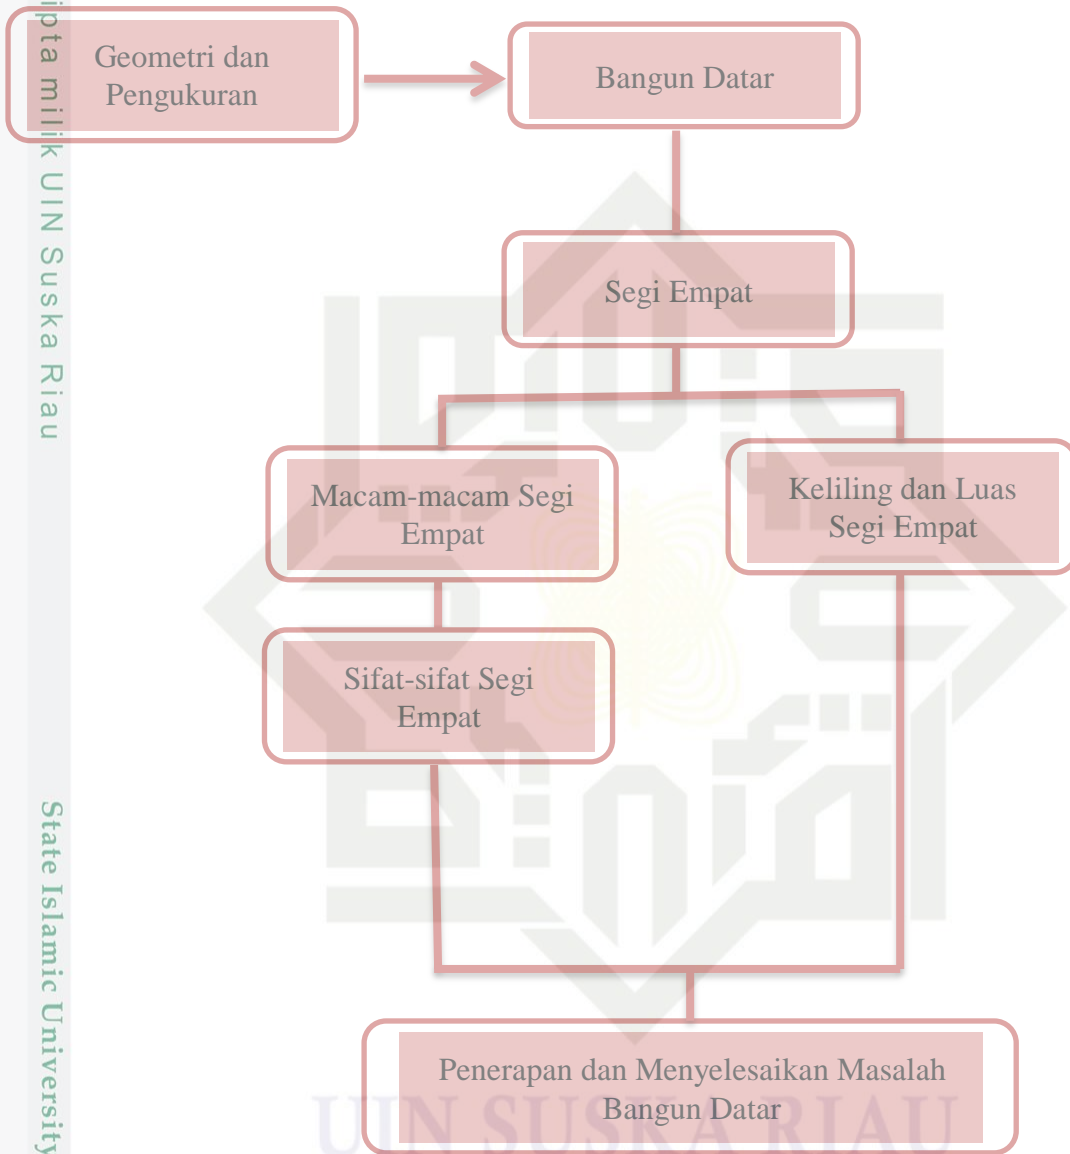 Geometri dan
Pengukuran
Bangun Datar
Segi Empat
Macam-macam Segi
Empat
Keliling dan Luas
Segi Empat
Sifat-sifat Segi
Empat
Penerapan dan Menyelesaikan Masalah
Bangun Datar
UIN SUSKA RIAU
milik UIN Suska Riau
State Islamic University